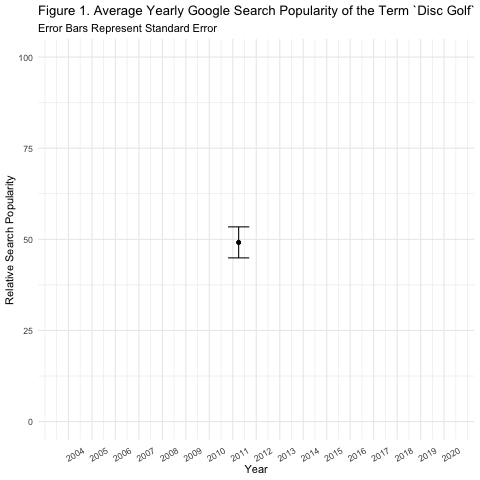 Figure 1. Average Yearly Google Search Popularity of the Term `Disc Golf`
Error Bars Represent Standard Error
100
75
50
25
0
Relative Search Popularity
2004 2005 2006 2007 2008 2009 2010 2011 2012 2013 2014 2015 2016 2017 2018 2019 2020
Year